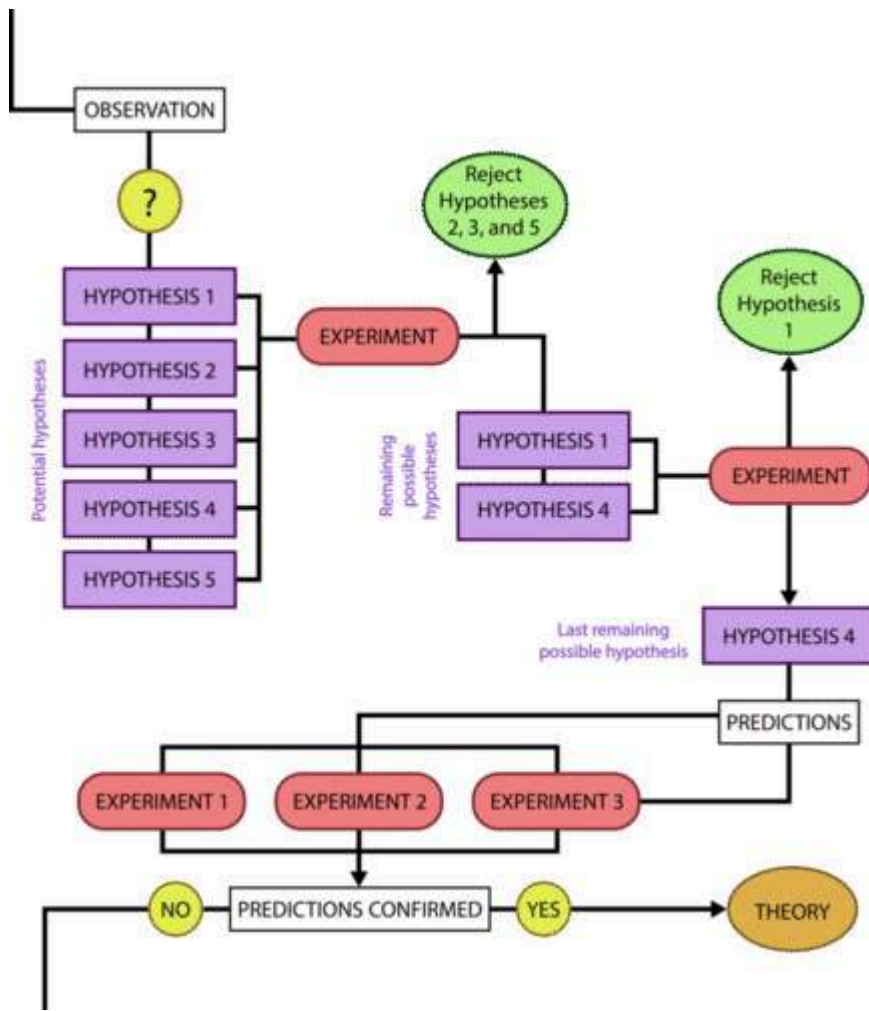 OBSERVATION
?
Potential hypotheses
HYPOTHESIS 1
HYPOTHESIS 2
HYPOTHESIS 3
HYPOTHESIS 4
HYPOTHESIS 5
EXPERIMENT
Reject
Hypotheses
2, 3, and 5
Remaining
possible
hypotheses
HYPOTHESIS 1
HYPOTHESIS 4
EXPERIMENT
Reject
Hypothesis
1
Last remaining
possible hypothesis
HYPOTHESIS 4
PREDICTIONS
EXPERIMENT 1
EXPERIMENT 2
EXPERIMENT 3
NO
PREDICTIONS CONFIRMED
YES
THEORY